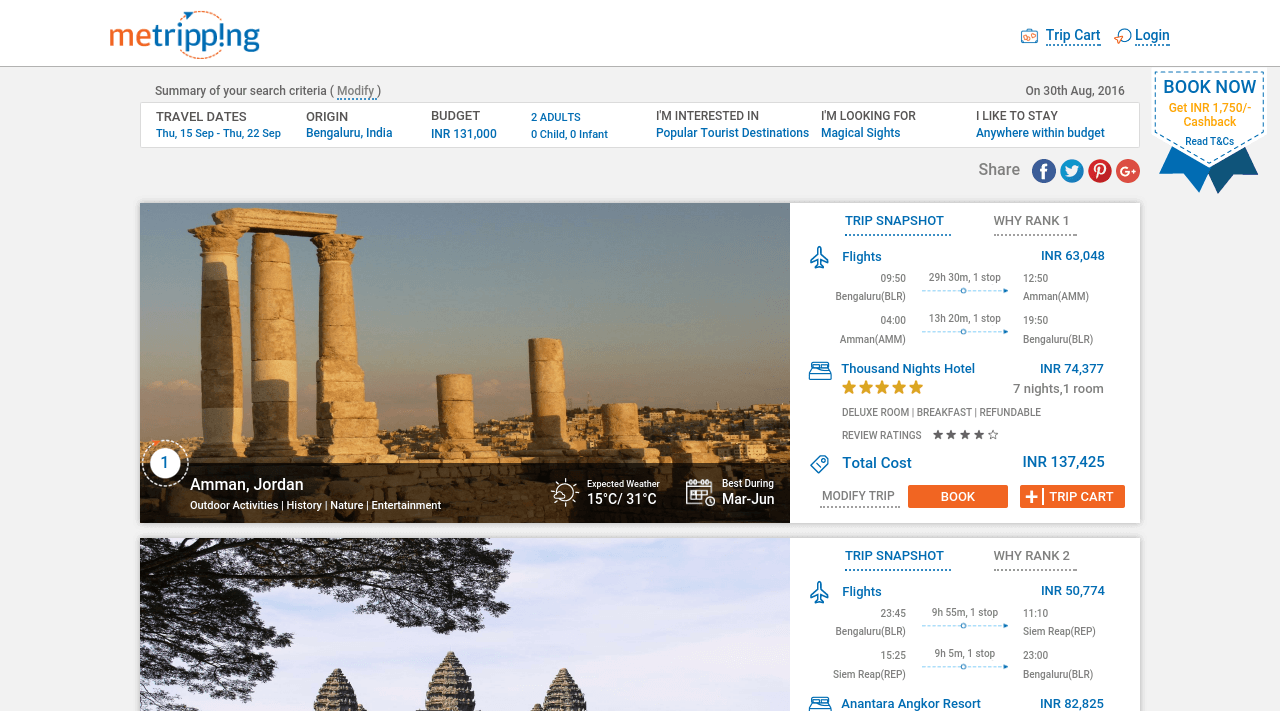 metripping
Trip Cart
Login
Summary of your search criteria ( Modify )
On 30th Aug, 2016
TRAVEL DATES
Thu, 15 Sep - Thu, 22 Sep
ORIGIN
Bengaluru, India
BUDGET
INR 131,000
2 ADULTS
0 Child, 0 Infant
I'M INTERESTED IN
Popular Tourist Destinations
I'M LOOKING FOR
Magical Sights
I LIKE TO STAY
Anywhere within budget
BOOK NOW
Get INR 1,750/-
Cashback
Read T&Cs
Share
TRIP SNAPSHOT
WHY RANK 1
Flights
INR 63,048
09:50
29h 30m, 1 stop
12:50
Bengaluru(BLR)
Amman(AMM)
04:00
13h 20m, 1 stop
19:50
Amman(AMM)
Bengaluru(BLR)
Thousand Nights Hotel
INR 74,377
7 nights,1 room
DELUXE ROOM | BREAKFAST | REFUNDABLE
REVIEW RATINGS
Total Cost
INR 137,425
MODIFY TRIP
BOOK
+ TRIP CART
1
Amman, Jordan
Outdoor Activities | History | Nature | Entertainment
Expected Weather
15°C/ 31°C
Best During
Mar-Jun
TRIP SNAPSHOT
WHY RANK 2
Flights
INR 50,774
23:45
9h 55m, 1 stop
11:10
Bengaluru(BLR)
Siem Reap(REP)
15:25
9h 5m, 1 stop
23:00
Siem Reap(REP)
Bengaluru(BLR)
Anantara Angkor Resort
INR 82,825